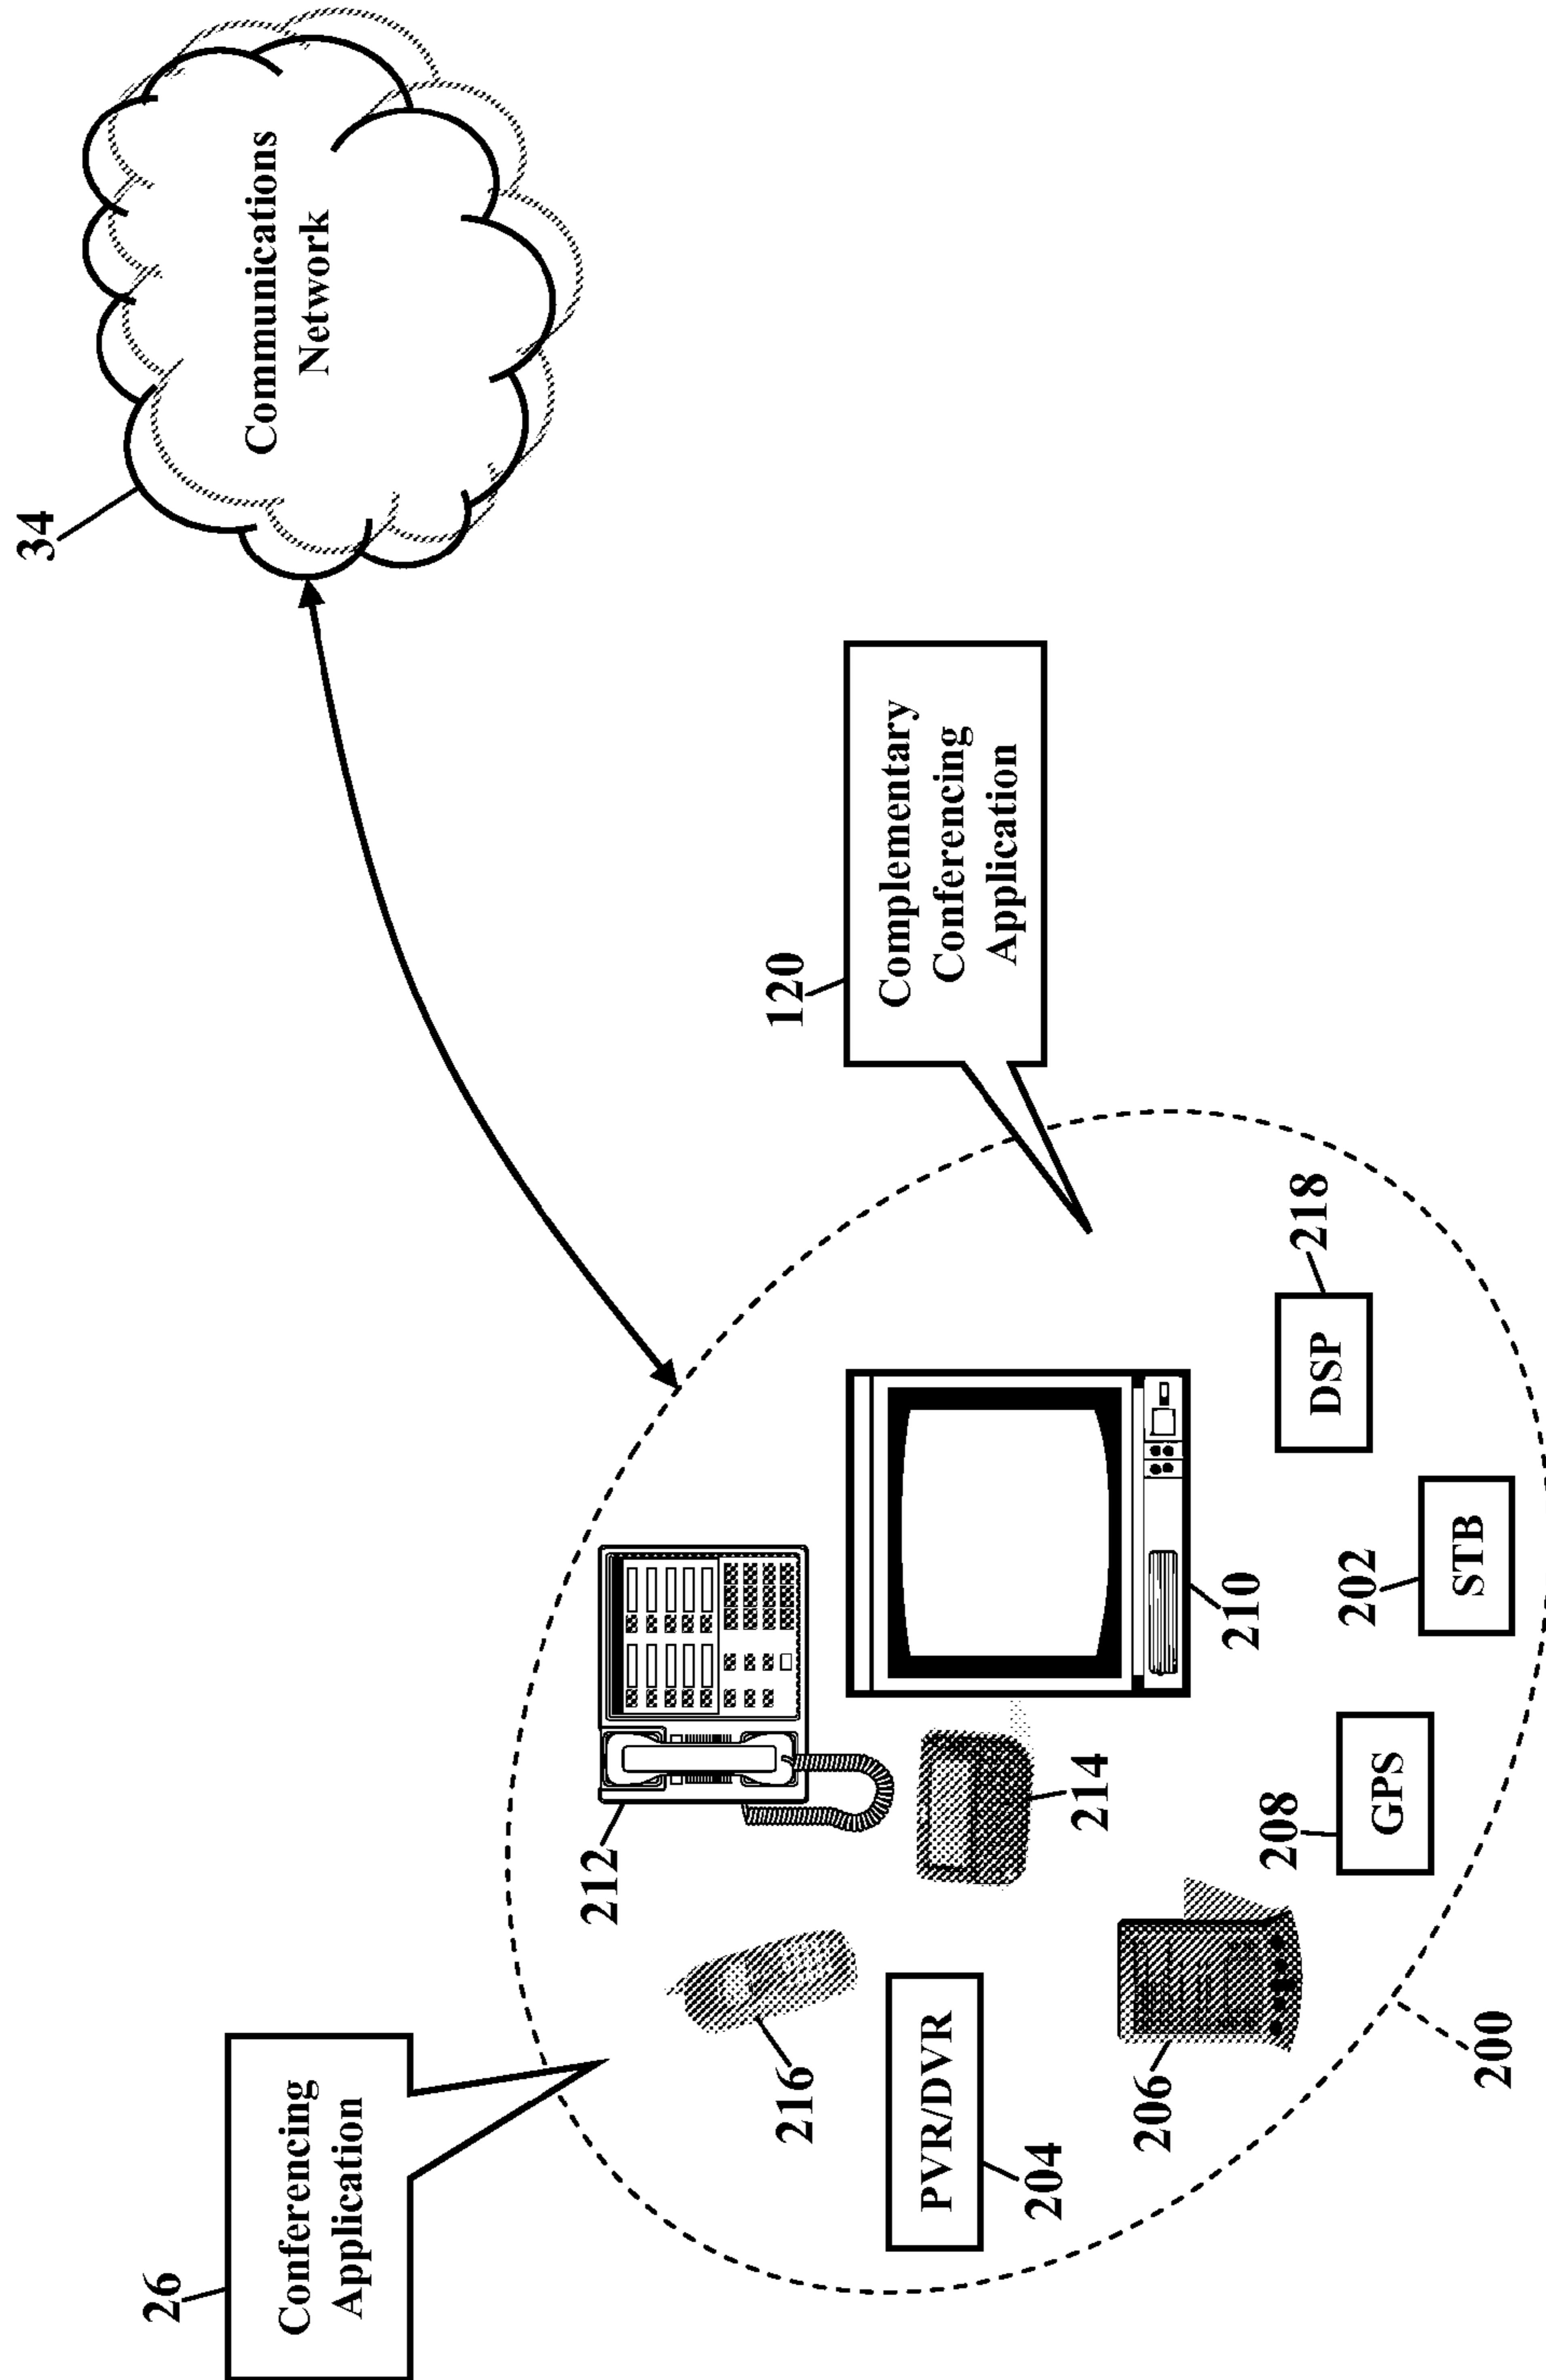 34
Communications
Network
26
Conferencing
Application
120
Complementary
Conferencing
Application
212
216
214
PVR/DVR
204
210
218
DSP
206
208
GPS
202
STB
200